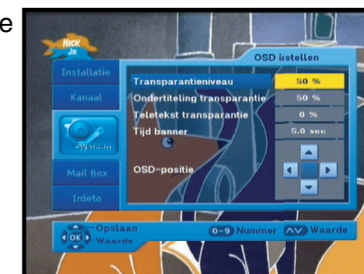 e
NICK
JR.
OSD istellen
Installatie
Kanaal
Systeem
Mail Box
Irdeto
Transparantieniveau 50 %
Ondertiteling transparantie 50 %
Teletekst transparantie 0 %
Tijd banner 5.0 sec
OSD-positie
OK Opslaan
Waarde
0-9 Nummer Waarde